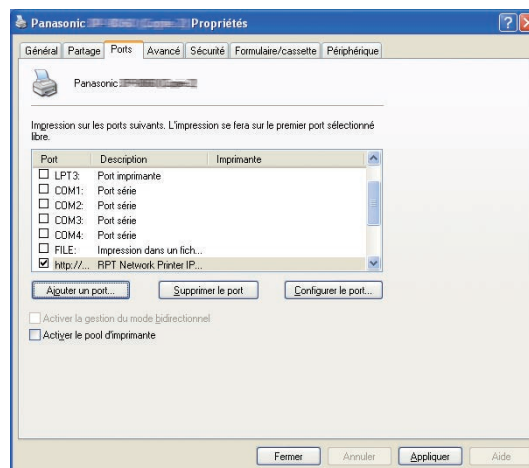 Panasonic Propriétés
Général Partage Ports Avancé Sécurité Formulaire/cassette Périphérique
Panasonic
Impression sur les ports suivants. L'impression se fera sur le premier port sélectionné
libre.
Port Description Imprimante
LPT3: Port imprimante
COM1: Port série
COM2: Port série
COM3: Port série
COM4: Port série
FILE: Impression dans un fich...
http://... RPT Network Printer IP...
Ajouter un port... Supprimer le port Configurer le port...
Activer la gestion du mode bidirectionnel
Activer le pool d'imprimante
Fermer Annuler Appliquer Aide